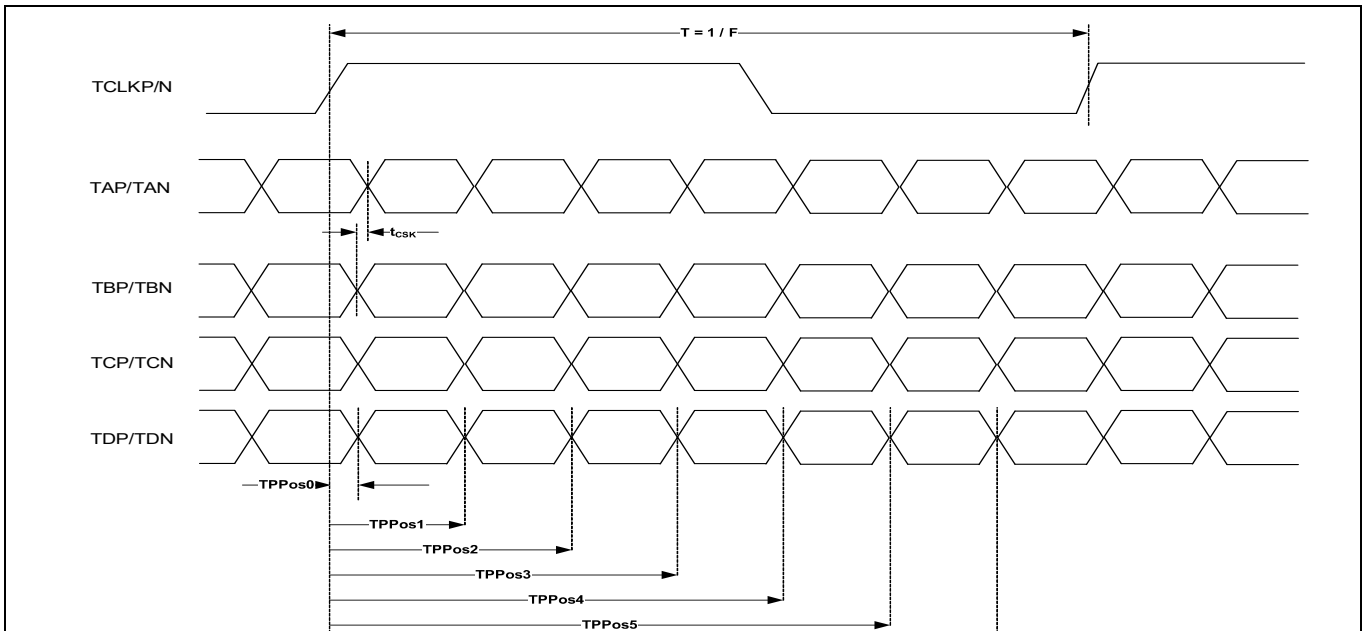 T = 1 / F
TCLKP/N
TAP/TAN
tCSK
TBP/TBN
TCP/TCN
TDP/TDN
TPPos0
TPPos1
TPPos2
TPPos3
TPPos4
TPPos5